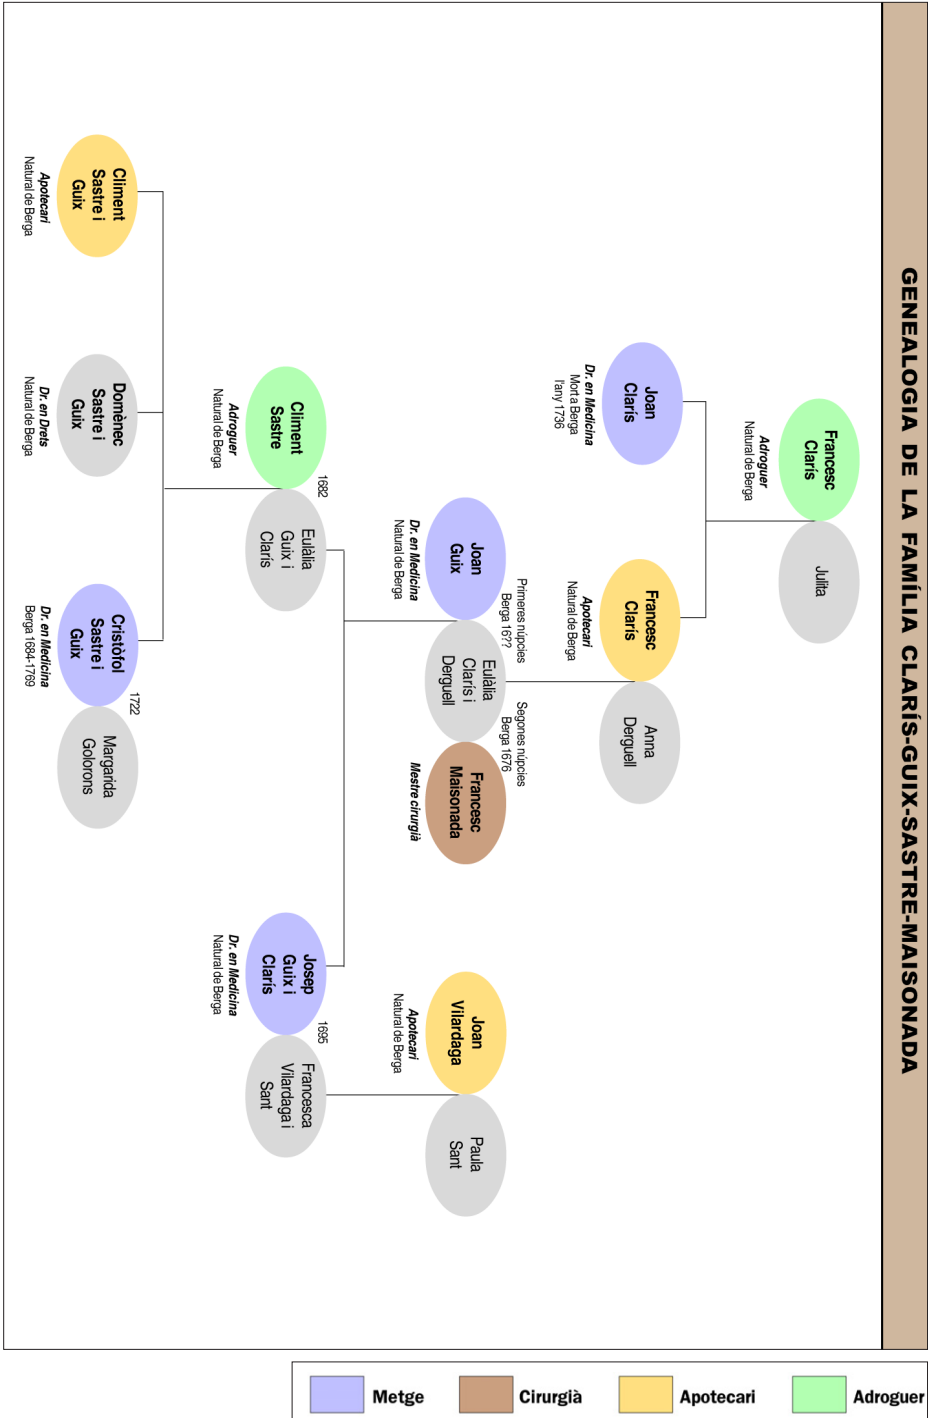 GENEALOGIA DE LA FAMÍLIA CLARÍS-GUIX-SASTRE-MAISONADA
Francesc
Clarís
Adroguer
Natural de Berga
Julita
Joan
Clarís
Dr. en Medicina
Mort a Berga
l'any 1736
Francesc
Clarís
Apotecari
Natural de Berga
Anna
Derguell
Joan
Guix
Dr. en Medicina
Natural de Berga
Primeres núpcies
Berga 16??
Eulàlia
Clarís i
Derguell
Segones núpcies
Berga 1676
Francesc
Maisonada
Mestre cirurgià
Joan
Vilardaga
Apotecari
Natural de Berga
Paula
Sant
Climent
Sastre
Adroguer
Natural de Berga
1682
Eulàlia
Guix i
Clarís
Josep
Guix i
Clarís
Dr. en Medicina
Natural de Berga
1695
Francesca
Vilardaga i
Sant
Climent
Sastre i
Guix
Apotecari
Natural de Berga
Domènec
Sastre i
Guix
Dr. en Drets
Natural de Berga
Cristòfol
Sastre i
Guix
Dr. en Medicina
Berga 1684-1769
1722
Margarida
Golorons
Metge
Cirurgià
Apotecari
Adroguer